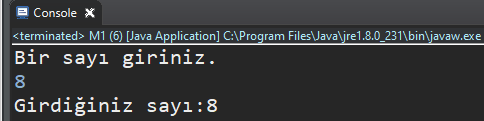 Console
<terminated> M1 (6) [Java Application] C:\Program Files\Java\jre1.8.0_231\bin\javaw.exe
Bir sayı giriniz.
8
Girdiğiniz sayı:8